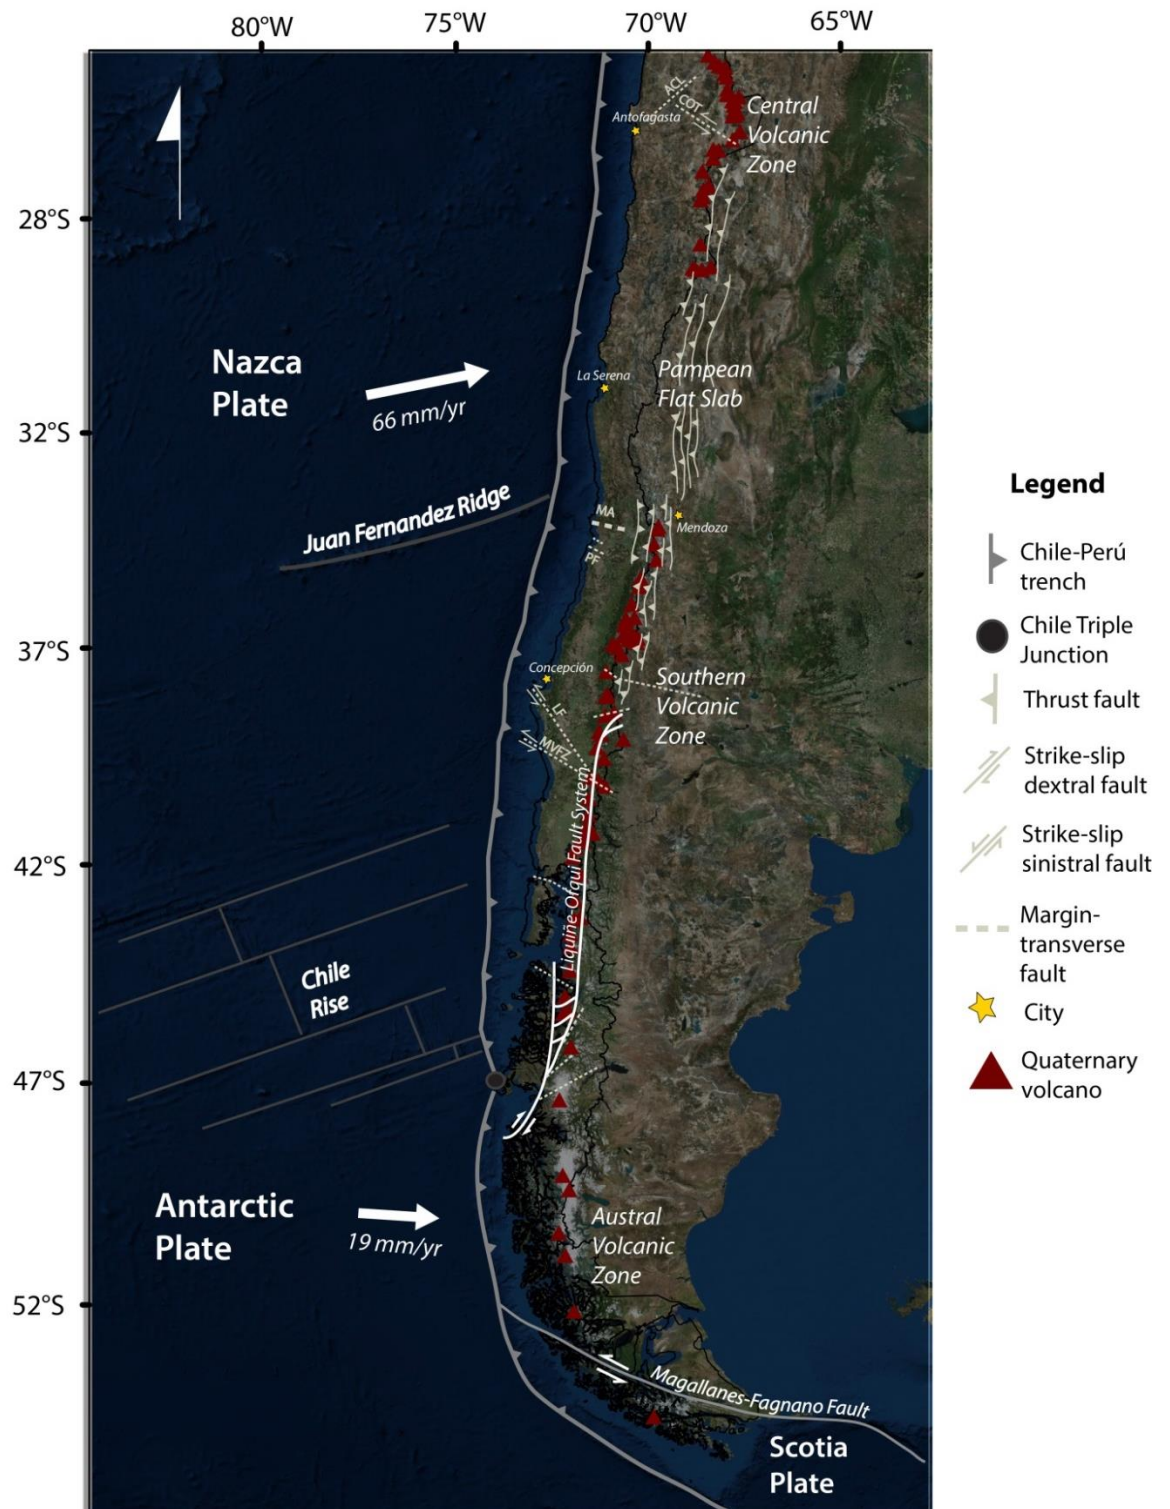 80°W
75°W
70°W
65°W
ACL
COT
Antofagasta
Central
Volcanic
Zone
28°S
Nazca
Plate
66 mm/yr
La Serena
Pampean
Flat Slab
32°S
Juan Fernandez Ridge
MA
PF
Mendoza
37°S
Concepción
LF
MVFZ
Southern
Volcanic
Zone
Liquiñe-Ofqui Fault System
42°S
Chile
Rise
47°S
Antarctic
Plate
19 mm/yr
Austral
Volcanic
Zone
52°S
Magallanes-Fagnano Fault
Scotia
Plate
Legend
Chile-Perú
trench
Chile Triple
Junction
Thrust fault
Strike-slip
dextral fault
Strike-slip
sinistral fault
Margin-
transverse
fault
City
Quaternary
volcano